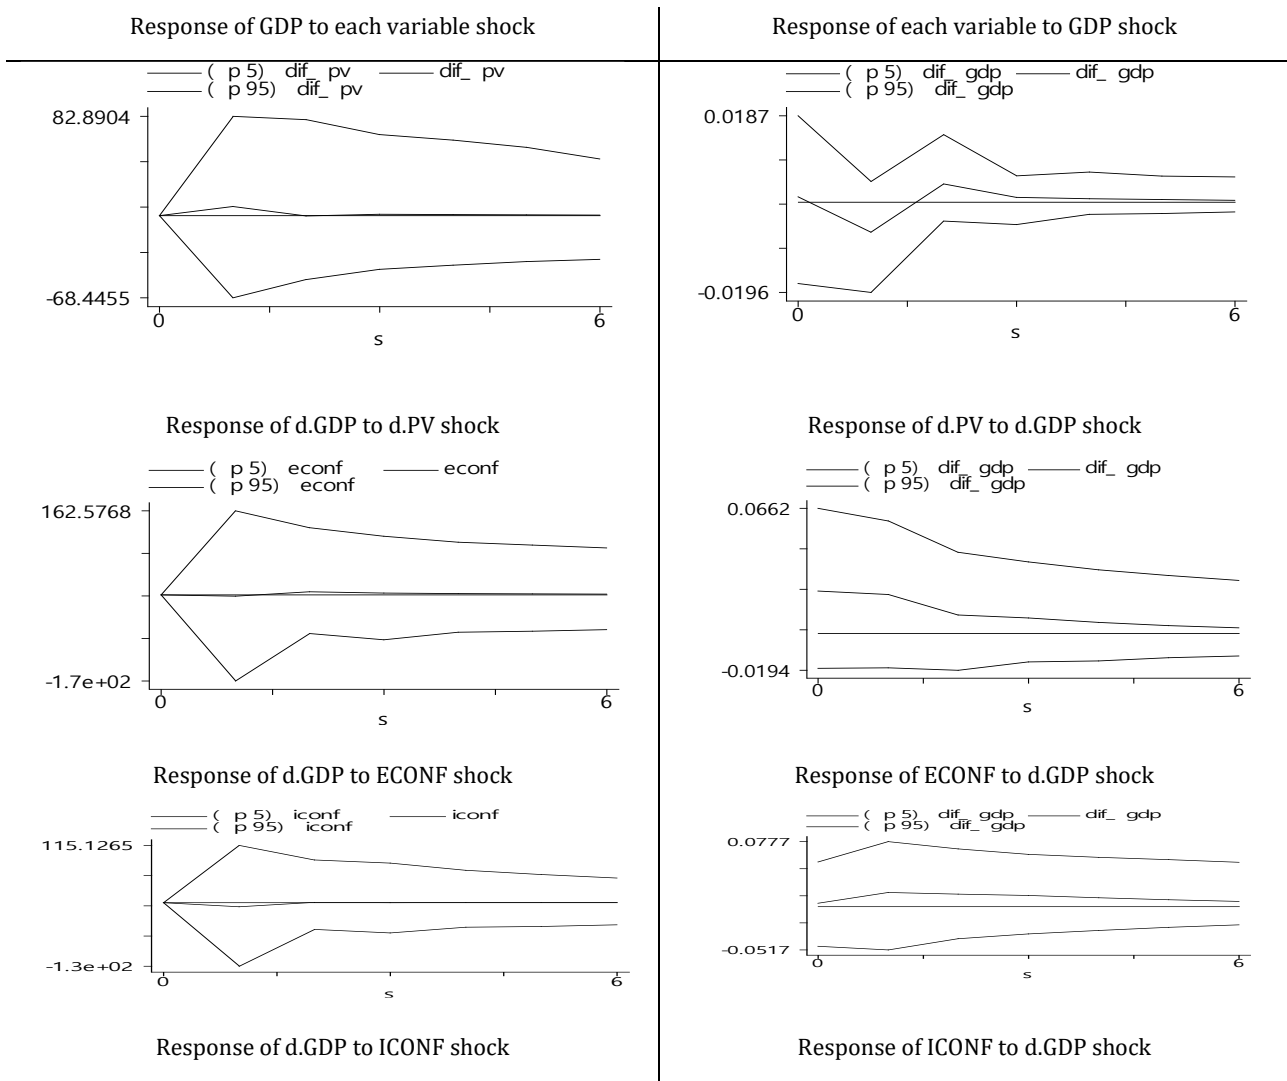 Response of GDP to each variable shock
Response of each variable to GDP shock
( p 5) dif_ pv dif_ pv
( p 95) dif_ pv
82.8904
-68.4455
0 6
s
Response of d.GDP to d.PV shock
( p 5) dif_ gdp dif_ gdp
( p 95) dif_ gdp
0.0187
-0.0196
0 6
s
Response of d.PV to d.GDP shock
( p 5) econf econf
( p 95) econf
162.5768
-1.7e+02
0 6
s
Response of d.GDP to ECONF shock
( p 5) dif_ gdp dif_ gdp
( p 95) dif_ gdp
0.0662
-0.0194
0 6
s
Response of ECONF to d.GDP shock
( p 5) iconf iconf
( p 95) iconf
115.1265
-1.3e+02
0 6
s
Response of d.GDP to ICONF shock
( p 5) dif_ gdp dif_ gdp
( p 95) dif_ gdp
0.0777
-0.0517
0 6
s
Response of ICONF to d.GDP shock